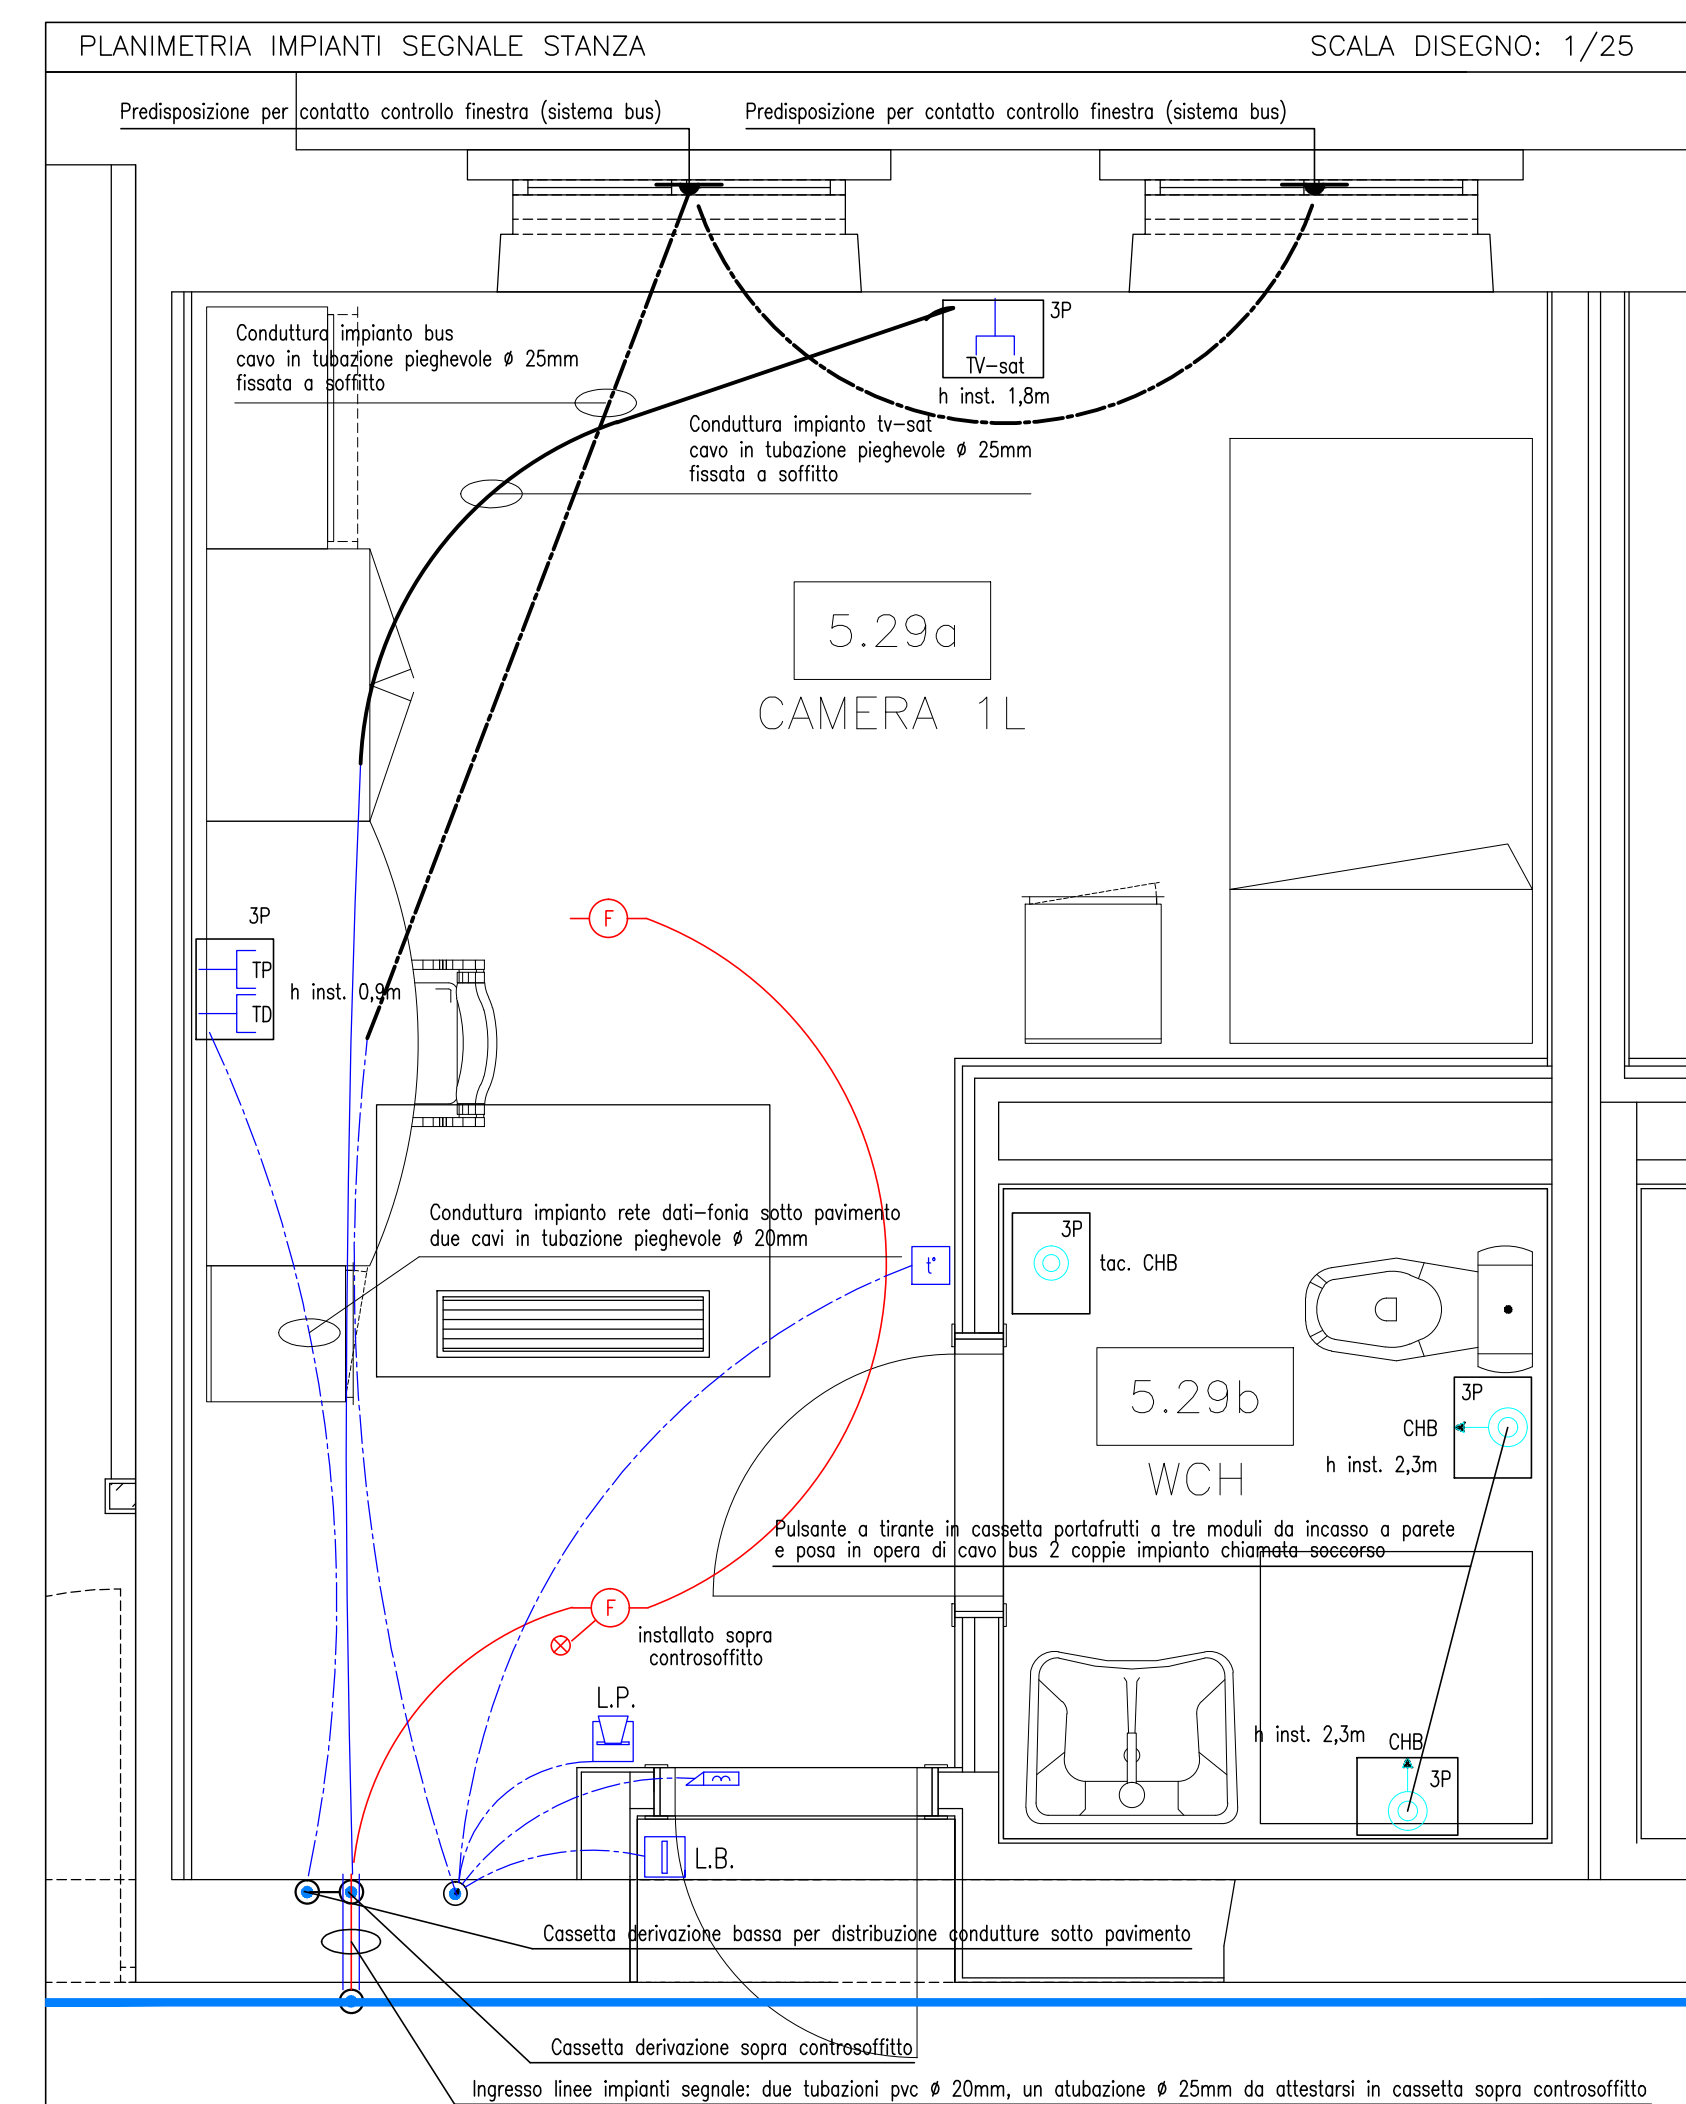 PLANIMETRIA IMPIANTI SEGNALE STANZA
SCALA DISEGNO: 1/25
Predisposizione per contatto controllo finestra (sistema bus)
Predisposizione per contatto controllo finestra (sistema bus)
3P
TV-sat
h inst. 1,8m
Conduttura impianto bus
cavo in tubazione pieghevole ø 25mm
fissata a soffitto
Conduttura impianto tv-sat
cavo in tubazione pieghevole ø 25mm
fissata a soffitto
5.29a
CAMERA 1L
3P
TP
TD
h inst. 0,9m
F
Conduttura impianto rete dati-fonia sotto pavimento
due cavi in tubazione pieghevole ø 20mm
t°
3P
tac. CHB
5.29b
WCH
3P
CHB
h inst. 2,3m
Pulsante a tirante in cassetta portafrutti a tre moduli da incasso a parete
e posa in opera di cavo bus 2 coppie impianto chiamata soccorso
F
installato sopra
controsoffitto
L.P.
h inst. 2,3m
CHB
3P
L.B.
Cassetta derivazione bassa per distribuzione condutture sotto pavimento
Cassetta derivazione sopra controsoffitto
Ingresso linee impianti segnale: due tubazioni pvc ø 20mm, un atubazione ø 25mm da attestarsi in cassetta sopra controsoffitto